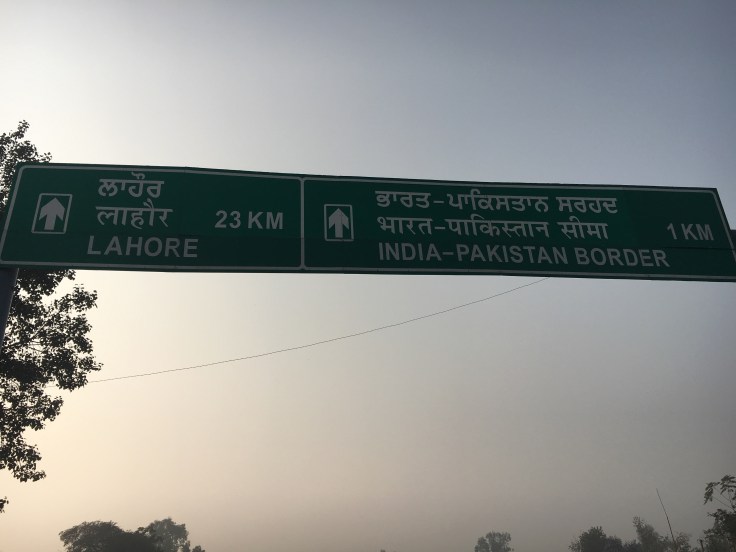 ਲਾਹੌਰ
लाहौर
LAHORE
23 KM
ਭਾਰਤ-ਪਾਕਿਸਤਾਨ ਸਰਹਦ
भारत-पाकिस्तान सीमा
INDIA-PAKISTAN BORDER
1 KM